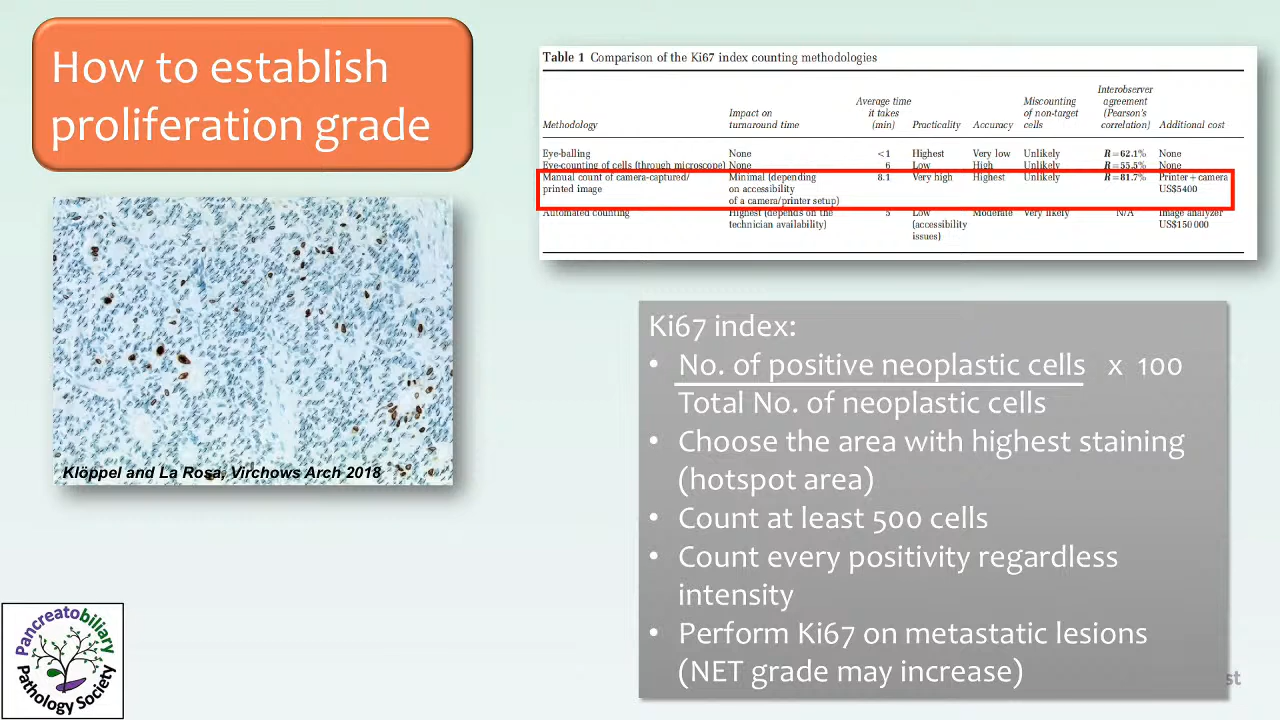 How to establish
proliferation grade
Table 1 Comparison of the Ki67 index counting methodologies
Methodology Impact on turnaround time Average time it takes (min) Practicality Accuracy Miscounting of non-target cells Interobserver agreement (Pearson's correlation) Additional cost
Eye-balling None <1 Highest Very low Unlikely R=62.1% None
Eye-counting of cells (through microscope) None 6 Low High Unlikely R=55.5% None
Manual count of camera-captured/ Minimal (depending 8.1 Very high Highest Unlikely R=81.7% Printer+camera
printed image on accessibility US$5400
of a camera/printer setup)
Automated counting Highest (depends on the 5 Low Moderate Very likely N/A Image analyzer
technician availability) (accessibility US$150 000
issues)
Klöppel and La Rosa, Virchows Arch 2018
Ki67 index:
• No. of positive neoplastic cells x 100
Total No. of neoplastic cells
• Choose the area with highest staining
(hotspot area)
• Count at least 500 cells
• Count every positivity regardless
intensity
• Perform Ki67 on metastatic lesions
(NET grade may increase)
Pancreatobiliary
Pathology Society